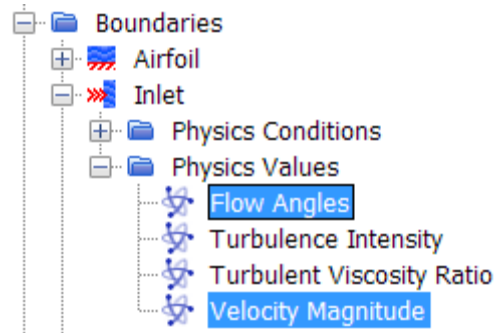 Boundaries
Airfoil
Inlet
Physics Conditions
Physics Values
Flow Angles
Turbulence Intensity
Turbulent Viscosity Ratio
Velocity Magnitude